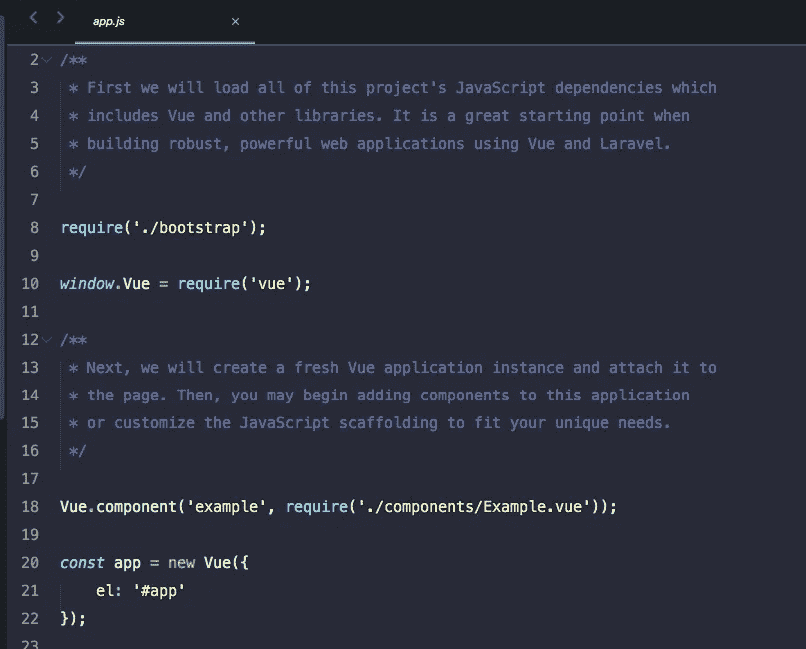 app.js ×
2 /**
3 * First we will load all of this project's JavaScript dependencies which
4 * includes Vue and other libraries. It is a great starting point when
5 * building robust, powerful web applications using Vue and Laravel.
6 */
7
8 require('./bootstrap');
9
10 window.Vue = require('vue');
11
12 /**
13 * Next, we will create a fresh Vue application instance and attach it to
14 * the page. Then, you may begin adding components to this application
15 * or customize the JavaScript scaffolding to fit your unique needs.
16 */
17
18 Vue.component('example', require('./components/Example.vue'));
19
20 const app = new Vue({
21 el: '#app'
22 });
23